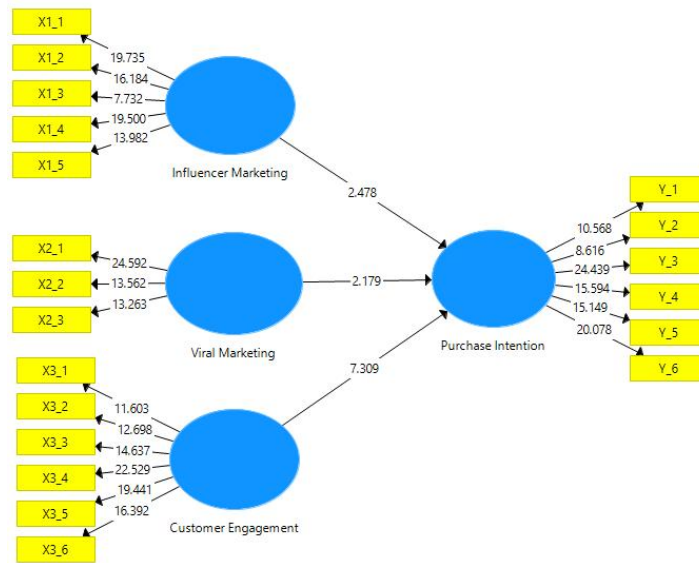 X1_1
X1_2
X1_3
X1_4
X1_5
19.735
16.184
7.732
19.500
13.982
Influencer Marketing
2.478
X2_1
X2_2
X2_3
24.592
13.562
13.263
Viral Marketing
2.179
X3_1
X3_2
X3_3
X3_4
X3_5
X3_6
11.603
12.698
14.637
22.529
19.441
16.392
Customer Engagement
7.309
Purchase Intention
10.568
8.616
24.439
15.594
15.149
20.078
Y_1
Y_2
Y_3
Y_4
Y_5
Y_6